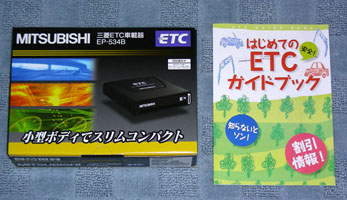 MITSUBISHI
三菱ETC車載器
EP-534B
ETC
小型ボディでスリムコンパクト
はじめての
安全!
ETC
ガイドブック
知らないと
ソン!
割引
情報!